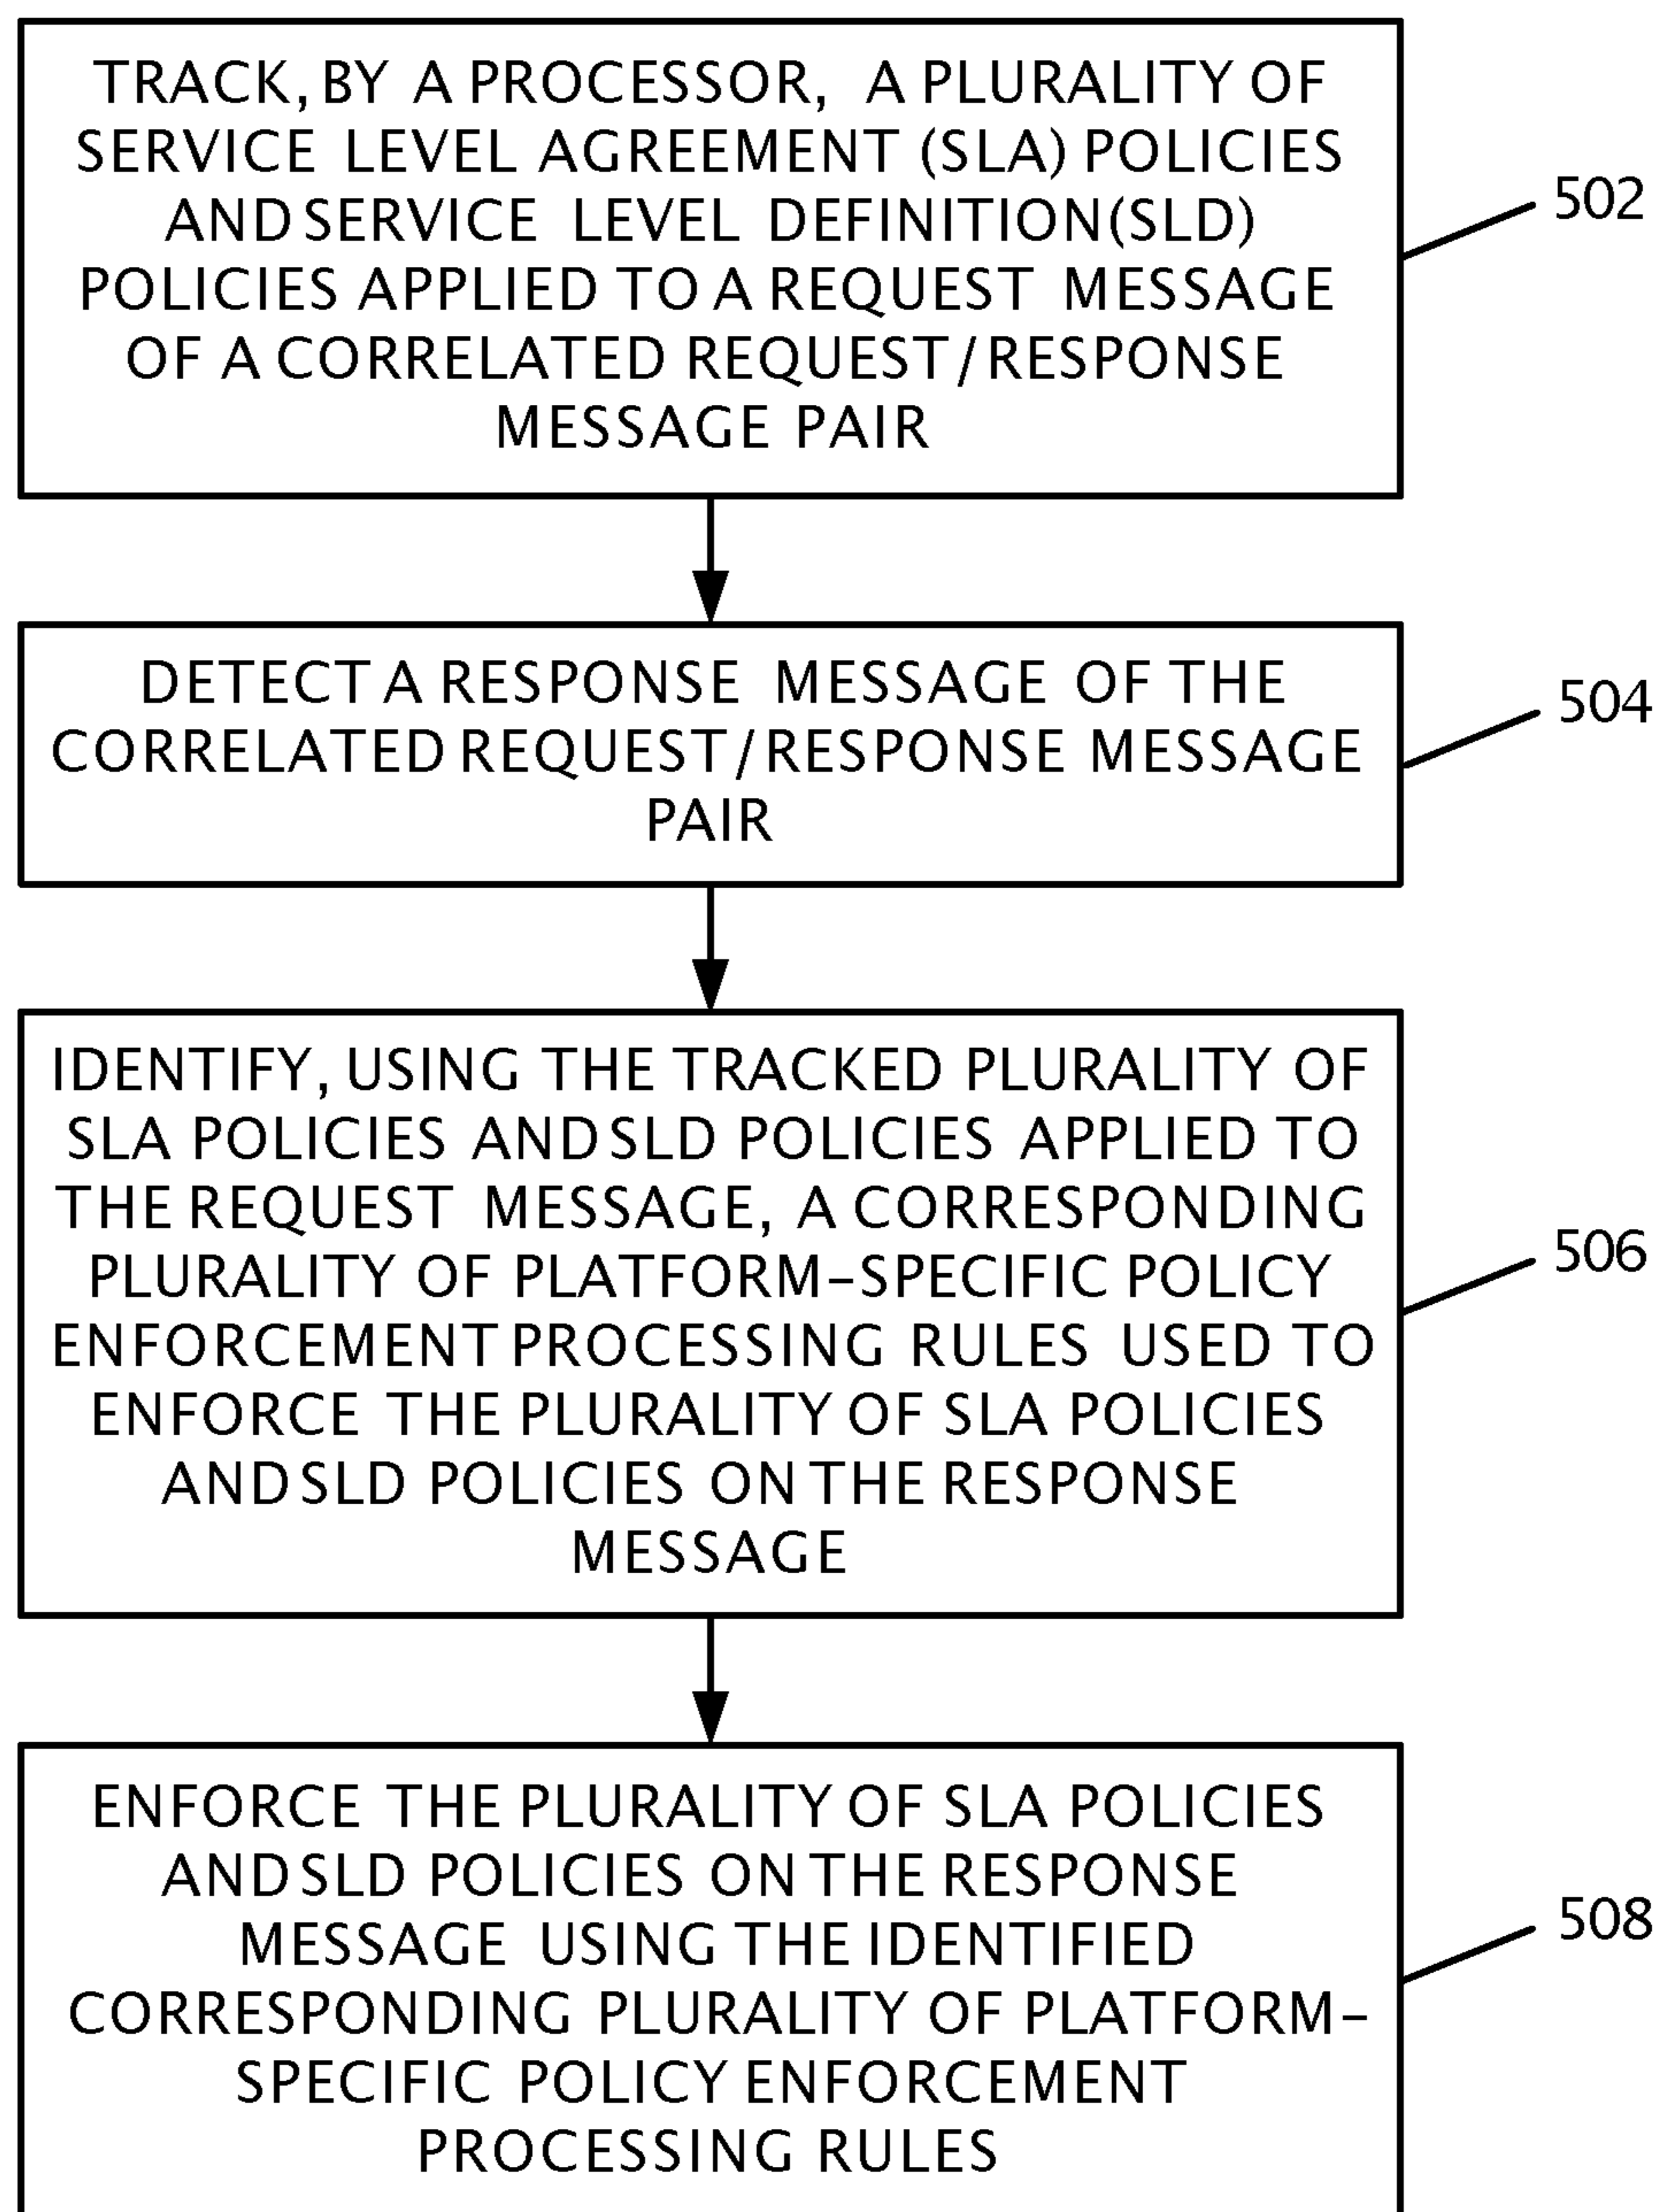 TRACK, BY A PROCESSOR, A PLURALITY OF
SERVICE LEVEL AGREEMENT (SLA) POLICIES
AND SERVICE LEVEL DEFINITION (SLD)
POLICIES APPLIED TO A REQUEST MESSAGE
OF A CORRELATED REQUEST/RESPONSE
MESSAGE PAIR
502
DETECT A RESPONSE MESSAGE OF THE
CORRELATED REQUEST/RESPONSE MESSAGE
PAIR
504
IDENTIFY, USING THE TRACKED PLURALITY OF
SLA POLICIES AND SLD POLICIES APPLIED TO
THE REQUEST MESSAGE, A CORRESPONDING
PLURALITY OF PLATFORM-SPECIFIC POLICY
ENFORCEMENT PROCESSING RULES USED TO
ENFORCE THE PLURALITY OF SLA POLICIES
AND SLD POLICIES ON THE RESPONSE
MESSAGE
506
ENFORCE THE PLURALITY OF SLA POLICIES
AND SLD POLICIES ON THE RESPONSE
MESSAGE USING THE IDENTIFIED
CORRESPONDING PLURALITY OF PLATFORM-
SPECIFIC POLICY ENFORCEMENT
PROCESSING RULES
508